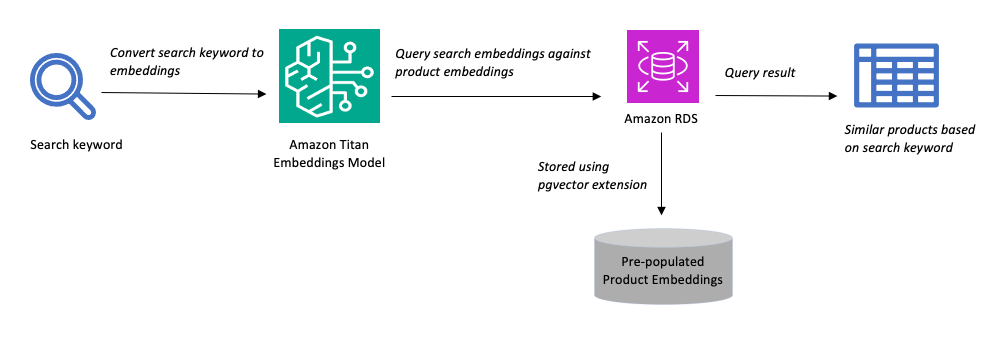 Convert search keyword to
embeddings
Query search embeddings against
product embeddings
Query result
Search keyword
Amazon Titan
Embeddings Model
Amazon RDS
Similar products based
on search keyword
Stored using
pgvector extension
Pre-populated
Product Embeddings